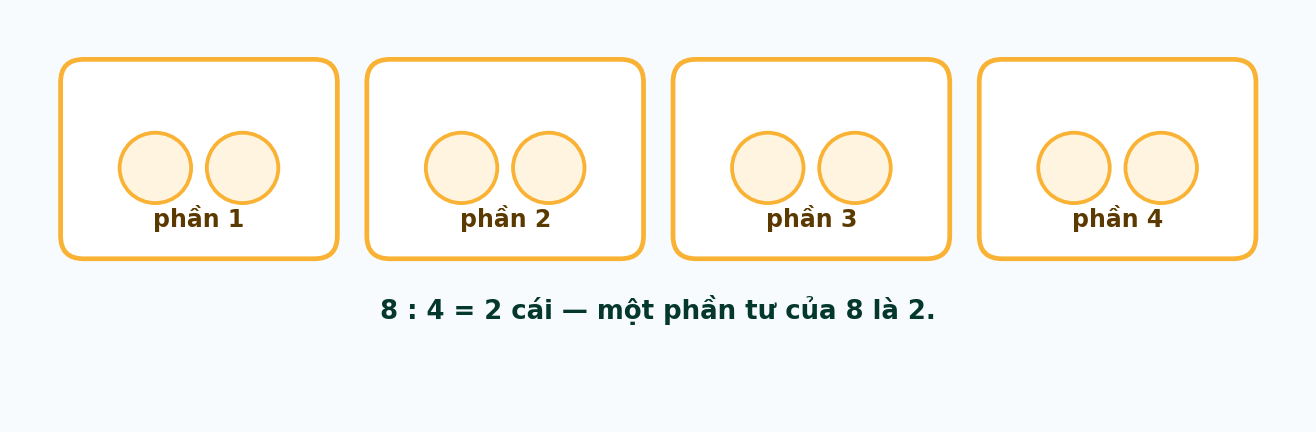 phần 1
phần 2
phần 3
phần 4
8 : 4 = 2 cái — một phần tư của 8 là 2.